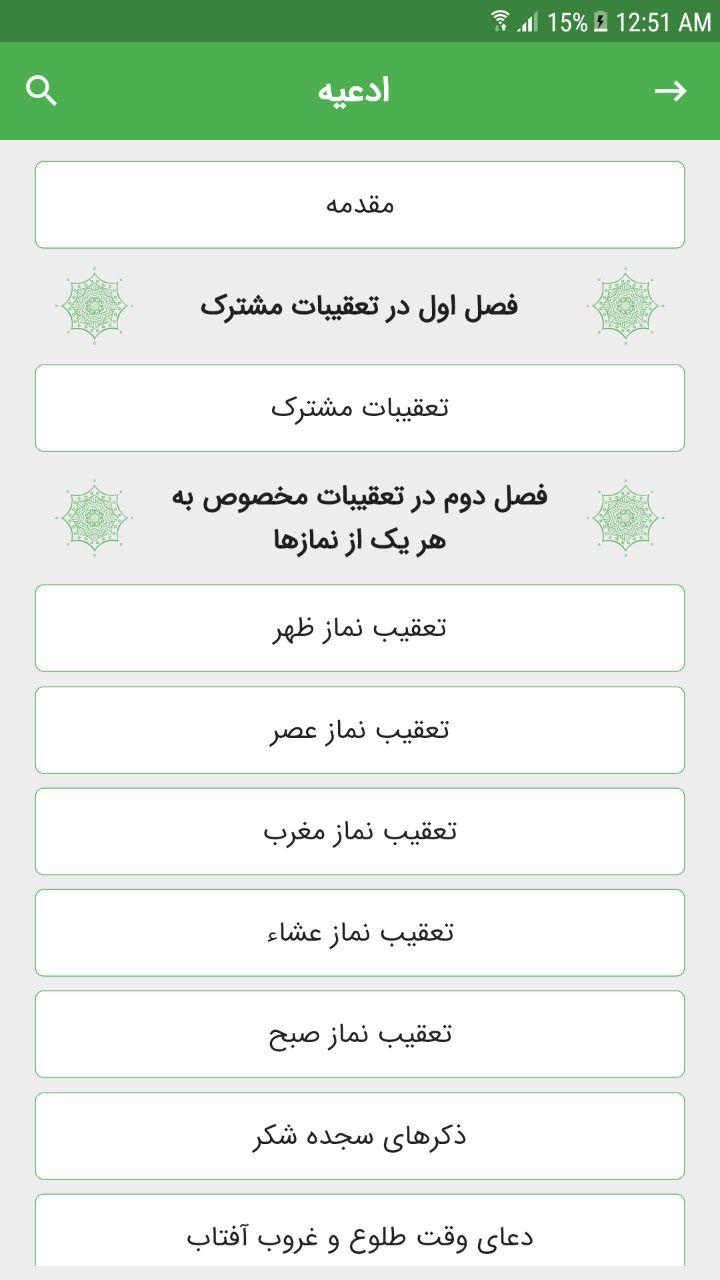 15% 12:51 AM
ادعیه
مقدمه
فصل اول در تعقیبات مشترک
تعقیبات مشترک
فصل دوم در تعقیبات مخصوص به
هر یک از نمازها
تعقیب نماز ظهر
تعقیب نماز عصر
تعقیب نماز مغرب
تعقیب نماز عشاء
تعقیب نماز صبح
ذکرهای سجده شکر
دعای وقت طلوع و غروب آفتاب